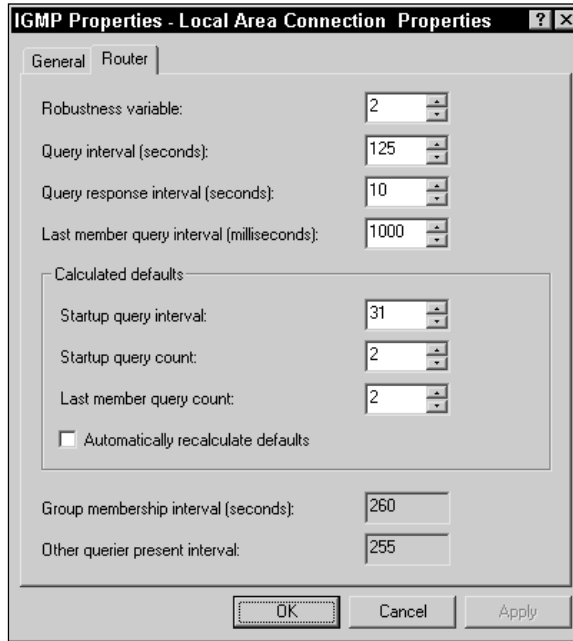 IGMP Properties - Local Area Connection Properties ? X
General Router
Robustness variable: 2
Query interval (seconds): 125
Query response interval (seconds): 10
Last member query interval (milliseconds): 1000
Calculated defaults
Startup query interval: 31
Startup query count: 2
Last member query count: 2
Automatically recalculate defaults
Group membership interval (seconds): 260
Other querier present interval: 255
OK Cancel Apply